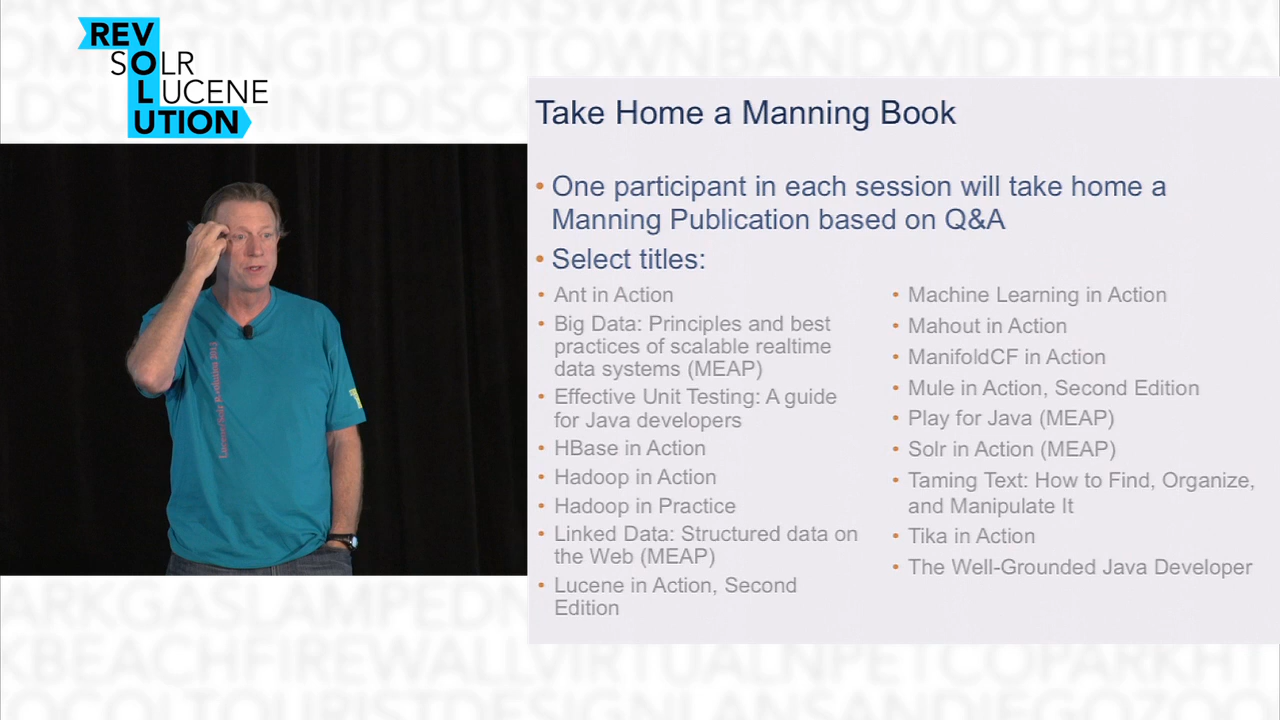 REV
SOLR
LUCENE
UTION
Take Home a Manning Book
• One participant in each session will take home a
Manning Publication based on Q&A
• Select titles:
• Ant in Action
• Big Data: Principles and best
practices of scalable realtime
data systems (MEAP)
• Effective Unit Testing: A guide
for Java developers
• HBase in Action
• Hadoop in Action
• Hadoop in Practice
• Linked Data: Structured data on
the Web (MEAP)
• Lucene in Action, Second
Edition
• Machine Learning in Action
• Mahout in Action
• ManifoldCF in Action
• Mule in Action, Second Edition
• Play for Java (MEAP)
• Solr in Action (MEAP)
• Taming Text: How to Find, Organize,
and Manipulate It
• Tika in Action
• The Well-Grounded Java Developer
Lucene/Solr Revolution 2013